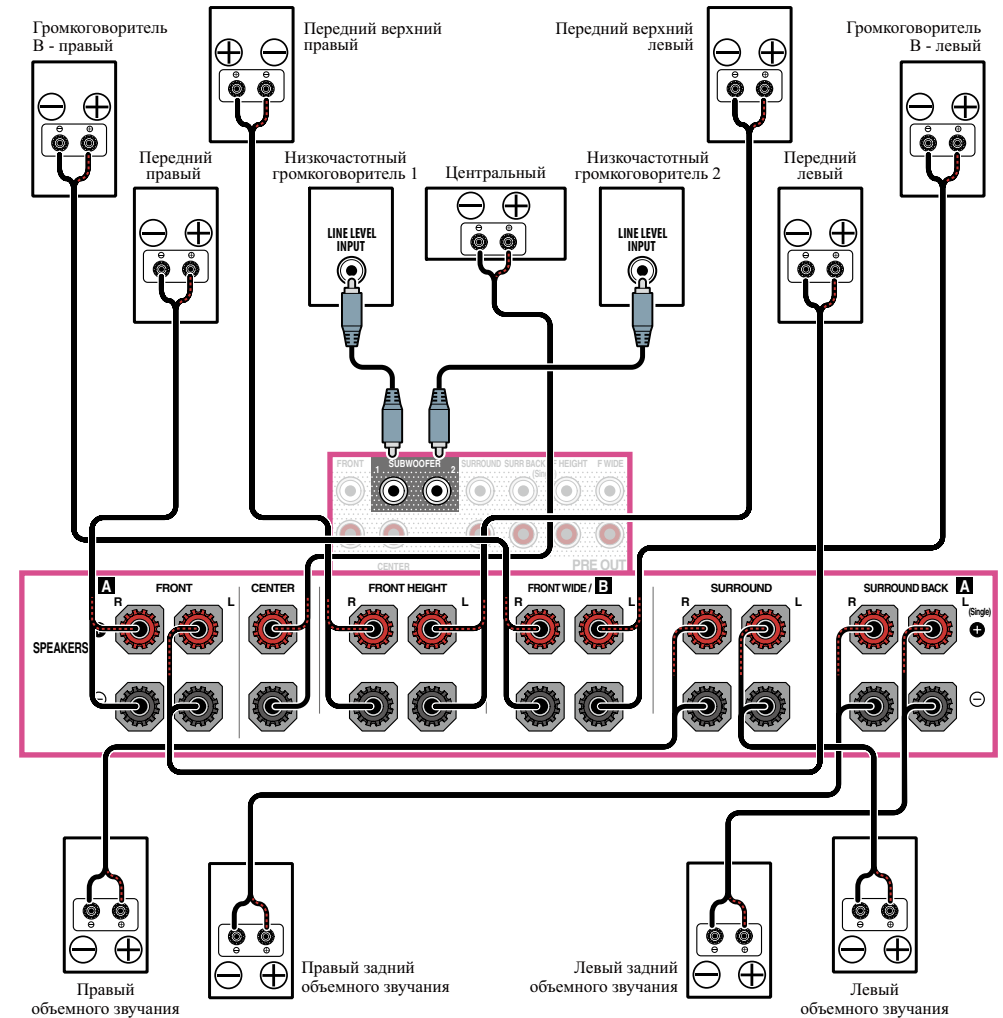 Громкоговоритель
В - правый
Передний верхний
правый
Передний верхний
левый
Громкоговоритель
В - левый
Передний
правый
Низкочастотный
громкоговоритель 1
Центральный
Низкочастотный
громкоговоритель 2
Передний
левый
LINE LEVEL
INPUT
LINE LEVEL
INPUT
FRONT
SUBWOOFER
1
2
SURROUND
SURR BACK
(Single)
F HEIGHT
F WIDE
CENTER
PRE OUT
A
FRONT
CENTER
FRONT HEIGHT
FRONT WIDE / B
SURROUND
SURROUND BACK
A
R
L
R
L
R
L
R
L
R
L
(Single)
SPEAKERS
Правый
объемного звучания
Правый задний
объемного звучания
Левый задний
объемного звучания
Левый
объемного звучания